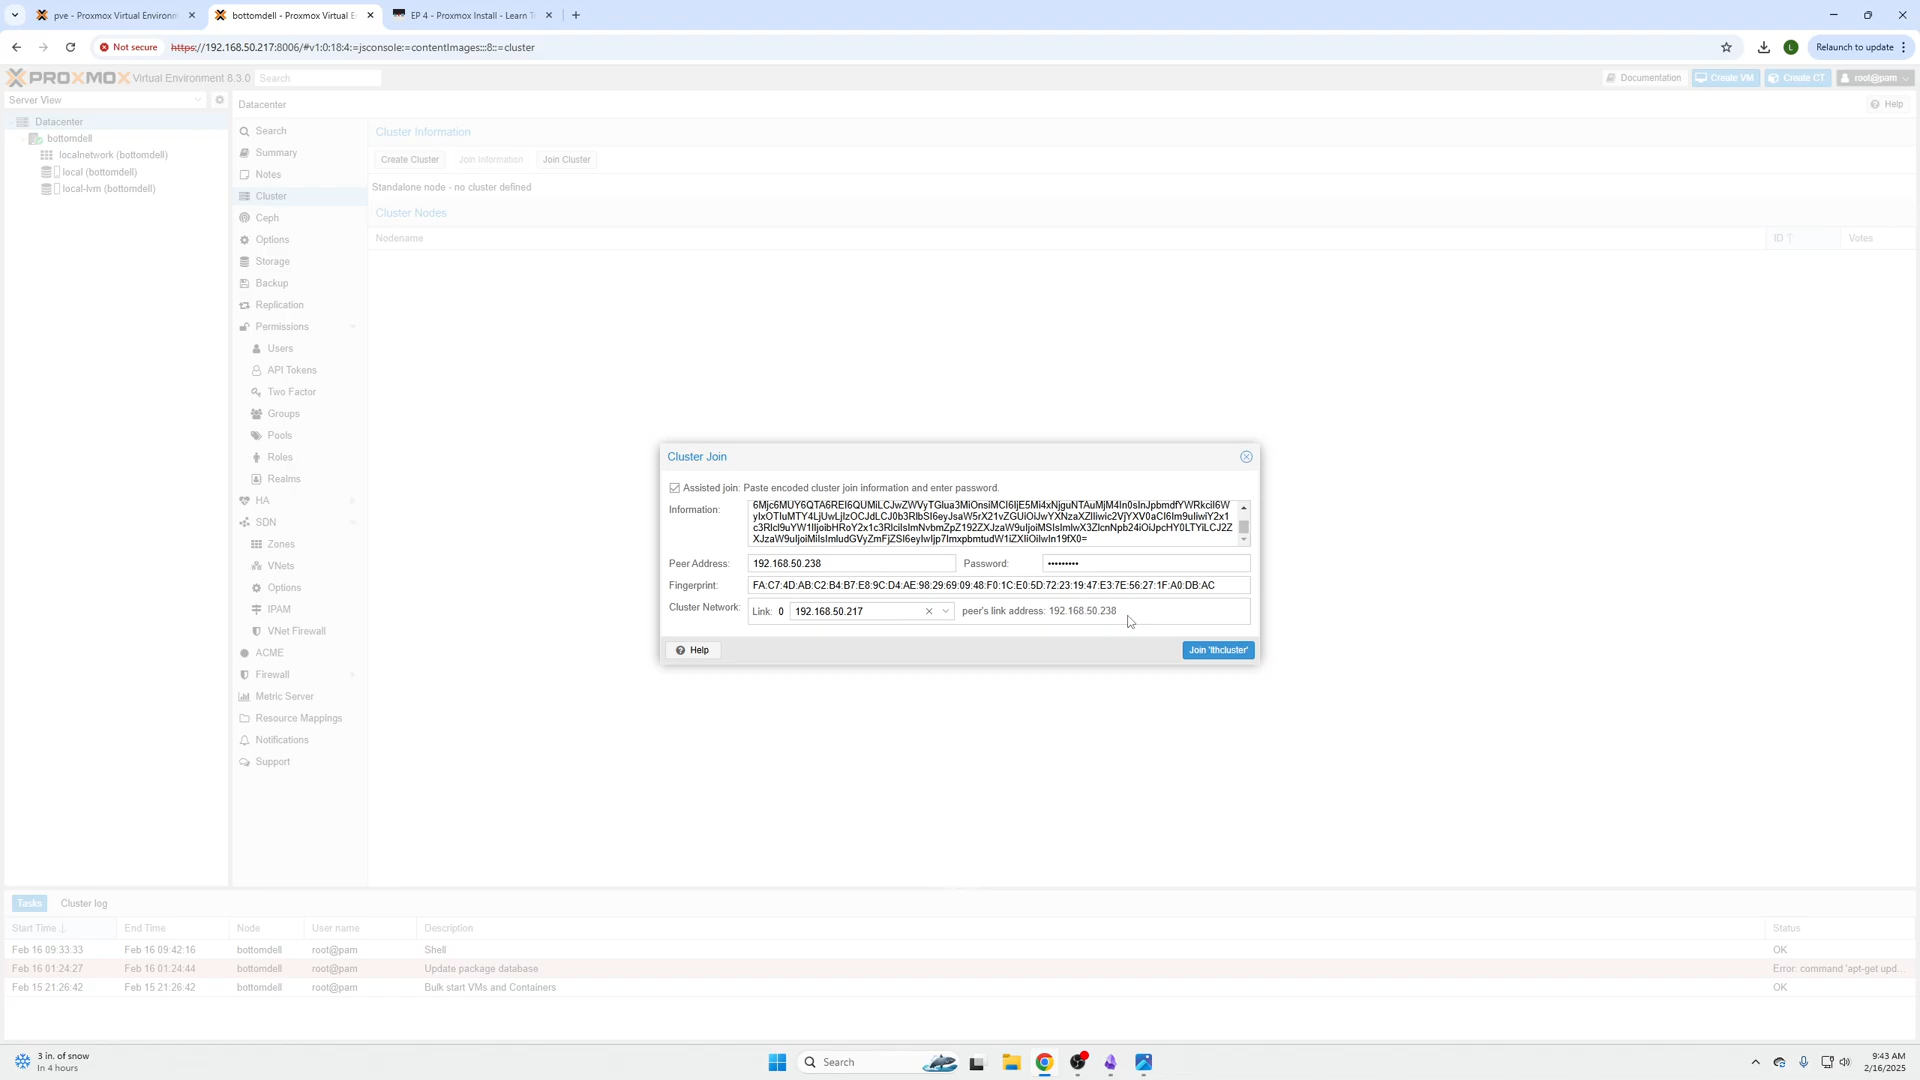 pve - Proxmox Virtual Environm
bottomdell - Proxmox Virtual E
EP 4 - Proxmox Install - Learn T
Not secure
https://192.168.50.217:8006/#v1:0:18:4:=jsconsole:=contentImages:::8::=cluster
L
Relaunch to update
PROXMOX Virtual Environment 8.3.0
Search
Documentation
Create VM
Create CT
root@pam
Server View
Datacenter
bottomdell
localnetwork (bottomdell)
local (bottomdell)
local-lvm (bottomdell)
Datacenter
Help
Search
Summary
Notes
Cluster
Ceph
Options
Storage
Backup
Replication
Permissions
Users
API Tokens
Two Factor
Groups
Pools
Roles
Realms
HA
SDN
Zones
VNets
Options
IPAM
VNet Firewall
ACME
Firewall
Metric Server
Resource Mappings
Notifications
Support
Cluster Information
Create Cluster
Join Information
Join Cluster
Standalone node - no cluster defined
Cluster Nodes
Nodename
ID
Votes
Cluster Join
Assisted join: Paste encoded cluster join information and enter password.
Information:
Peer Address:
192.168.50.238
Password:
Fingerprint:
FA:C7:4D:AB:C2:B4:B7:E8:9C:D4:AE:98:29:69:09:48:F0:1C:E0:5D:72:23:19:47:E3:7E:56:27:1F:A0:DB:AC
Cluster Network:
Link: 0
192.168.50.217
peer's link address: 192.168.50.238
Help
Join 'lthcluster'
Tasks
Cluster log
Start Time
End Time
Node
User name
Description
Status
Feb 16 09:33:33 Feb 16 09:42:16 bottomdell root@pam Shell OK
Feb 16 01:24:27 Feb 16 01:24:44 bottomdell root@pam Update package database Error: command 'apt-get upd...
Feb 15 21:26:42 Feb 15 21:26:42 bottomdell root@pam Bulk start VMs and Containers OK
3 in. of snow
In 4 hours
Search
9:43 AM
2/16/2025